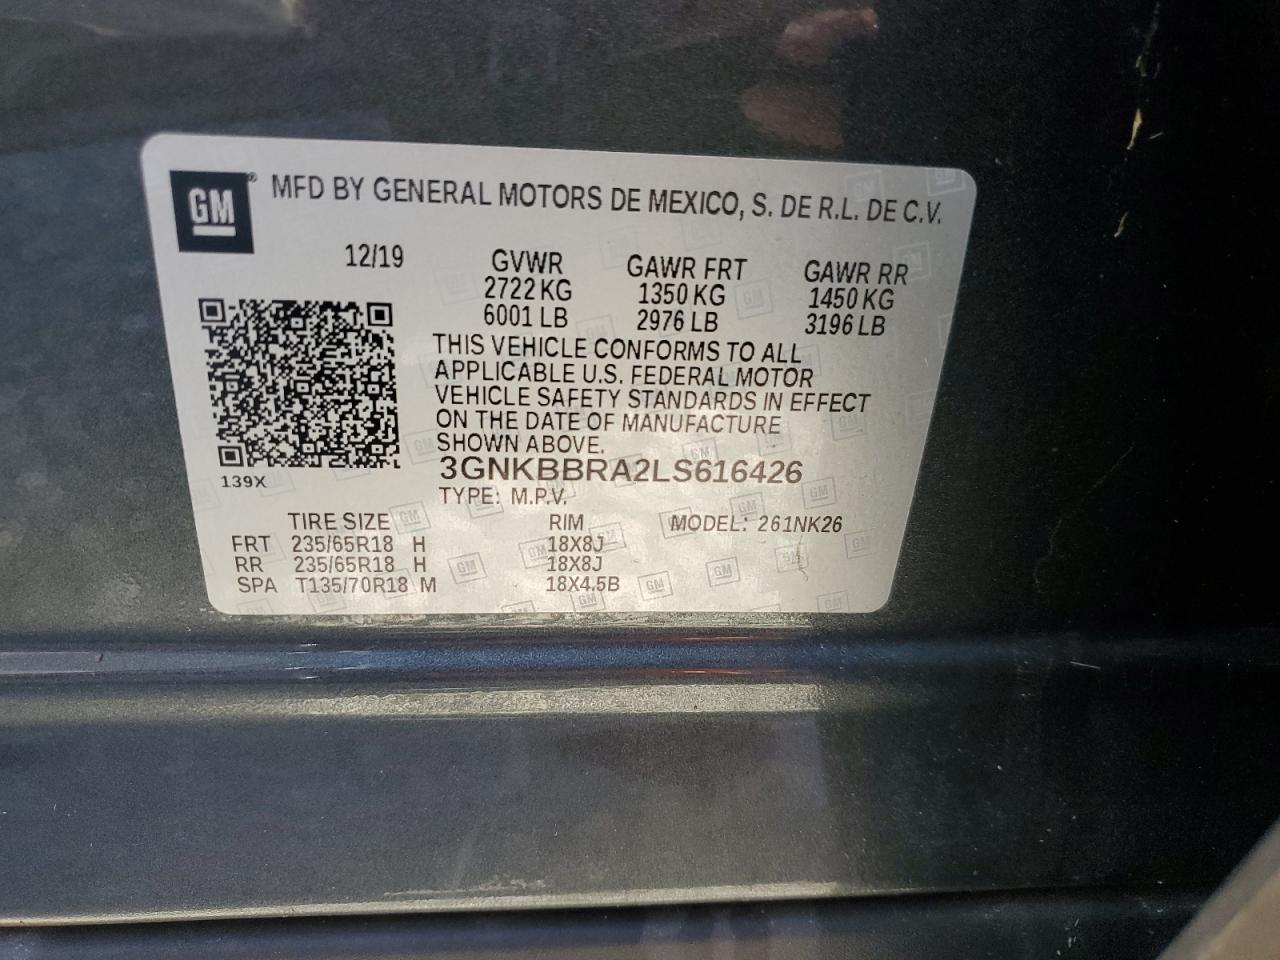 GM ® MFD BY GENERAL MOTORS DE MEXICO, S. DE R.L. DE C.V.
12/19 GVWR GAWR FRT GAWR RR
2722 KG 1350 KG 1450 KG
6001 LB 2976 LB 3196 LB
THIS VEHICLE CONFORMS TO ALL
APPLICABLE U.S. FEDERAL MOTOR
VEHICLE SAFETY STANDARDS IN EFFECT
ON THE DATE OF MANUFACTURE
SHOWN ABOVE.
3GNKBBRA2LS616426
139X
TYPE: M.P.V.
TIRE SIZE RIM MODEL: 261NK26
FRT 235/65R18 H 18X8J
RR 235/65R18 H 18X8J
SPA T135/70R18 M 18X4.5B